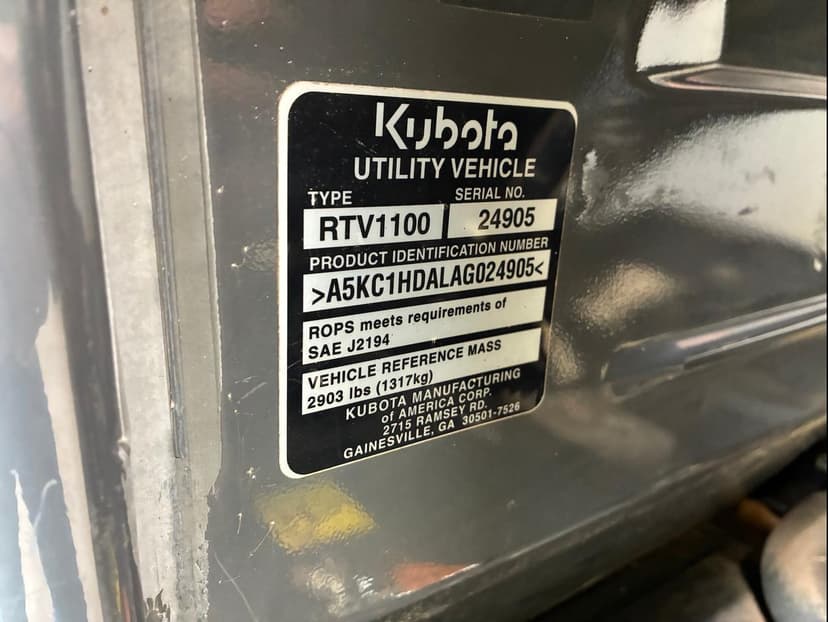 Kubota
UTILITY VEHICLE
TYPE SERIAL NO.
RTV1100 24905
PRODUCT IDENTIFICATION NUMBER
>A5KC1HDALAG024905<
ROPS meets requirements of
SAE J2194
VEHICLE REFERENCE MASS
2903 lbs (1317kg)
KUBOTA MANUFACTURING
of AMERICA CORP.
2715 RAMSEY RD.
GAINESVILLE, GA 30501-7526